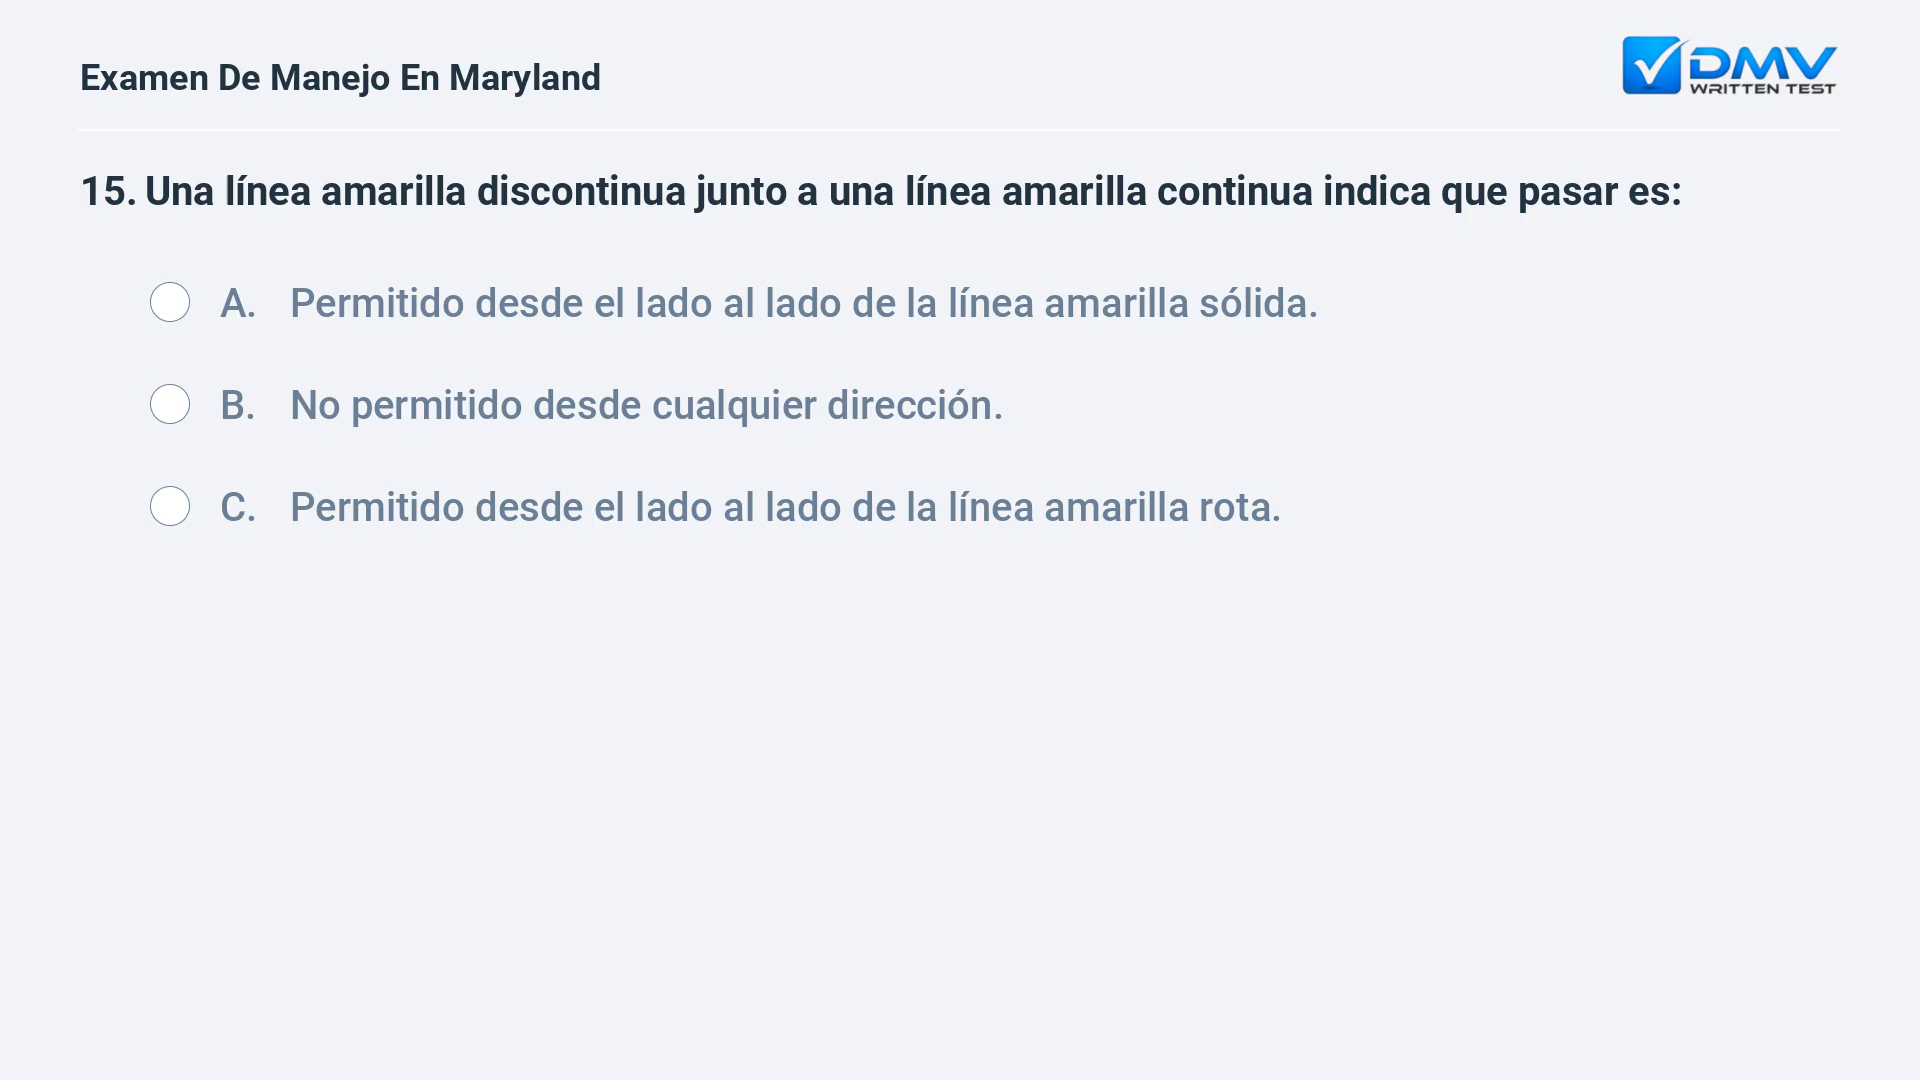 Examen De Manejo En Maryland
DMV
WRITTEN TEST
15. Una línea amarilla discontinua junto a una línea amarilla continua indica que pasar es:
A. Permitido desde el lado al lado de la línea amarilla sólida.
B. No permitido desde cualquier dirección.
C. Permitido desde el lado al lado de la línea amarilla rota.